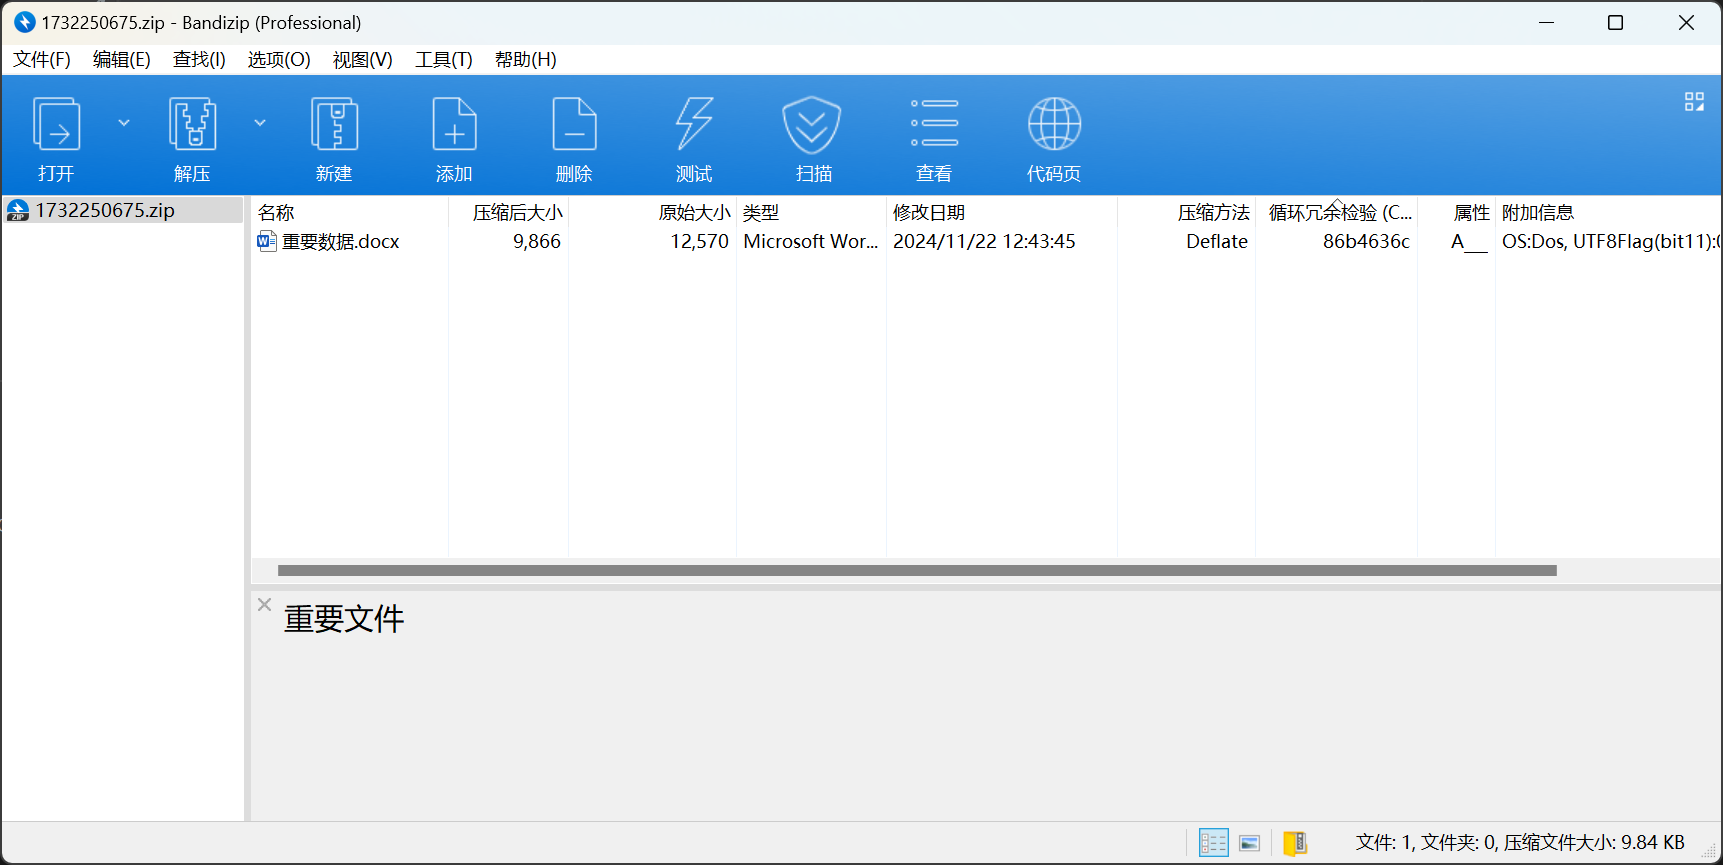 1732250675.zip - Bandizip (Professional)
文件(F) 编辑(E) 查找(I) 选项(O) 视图(V) 工具(T) 帮助(H)
打开 解压 新建 添加 删除 测试 扫描 查看 代码页
1732250675.zip
名称 压缩后大小 原始大小 类型 修改日期 压缩方法 循环冗余检验 (C... 属性 附加信息
重要数据.docx 9,866 12,570 Microsoft Wor... 2024/11/22 12:43:45 Deflate 86b4636c A__ OS:Dos, UTF8Flag(bit11):
重要文件
文件: 1, 文件夹: 0, 压缩文件大小: 9.84 KB